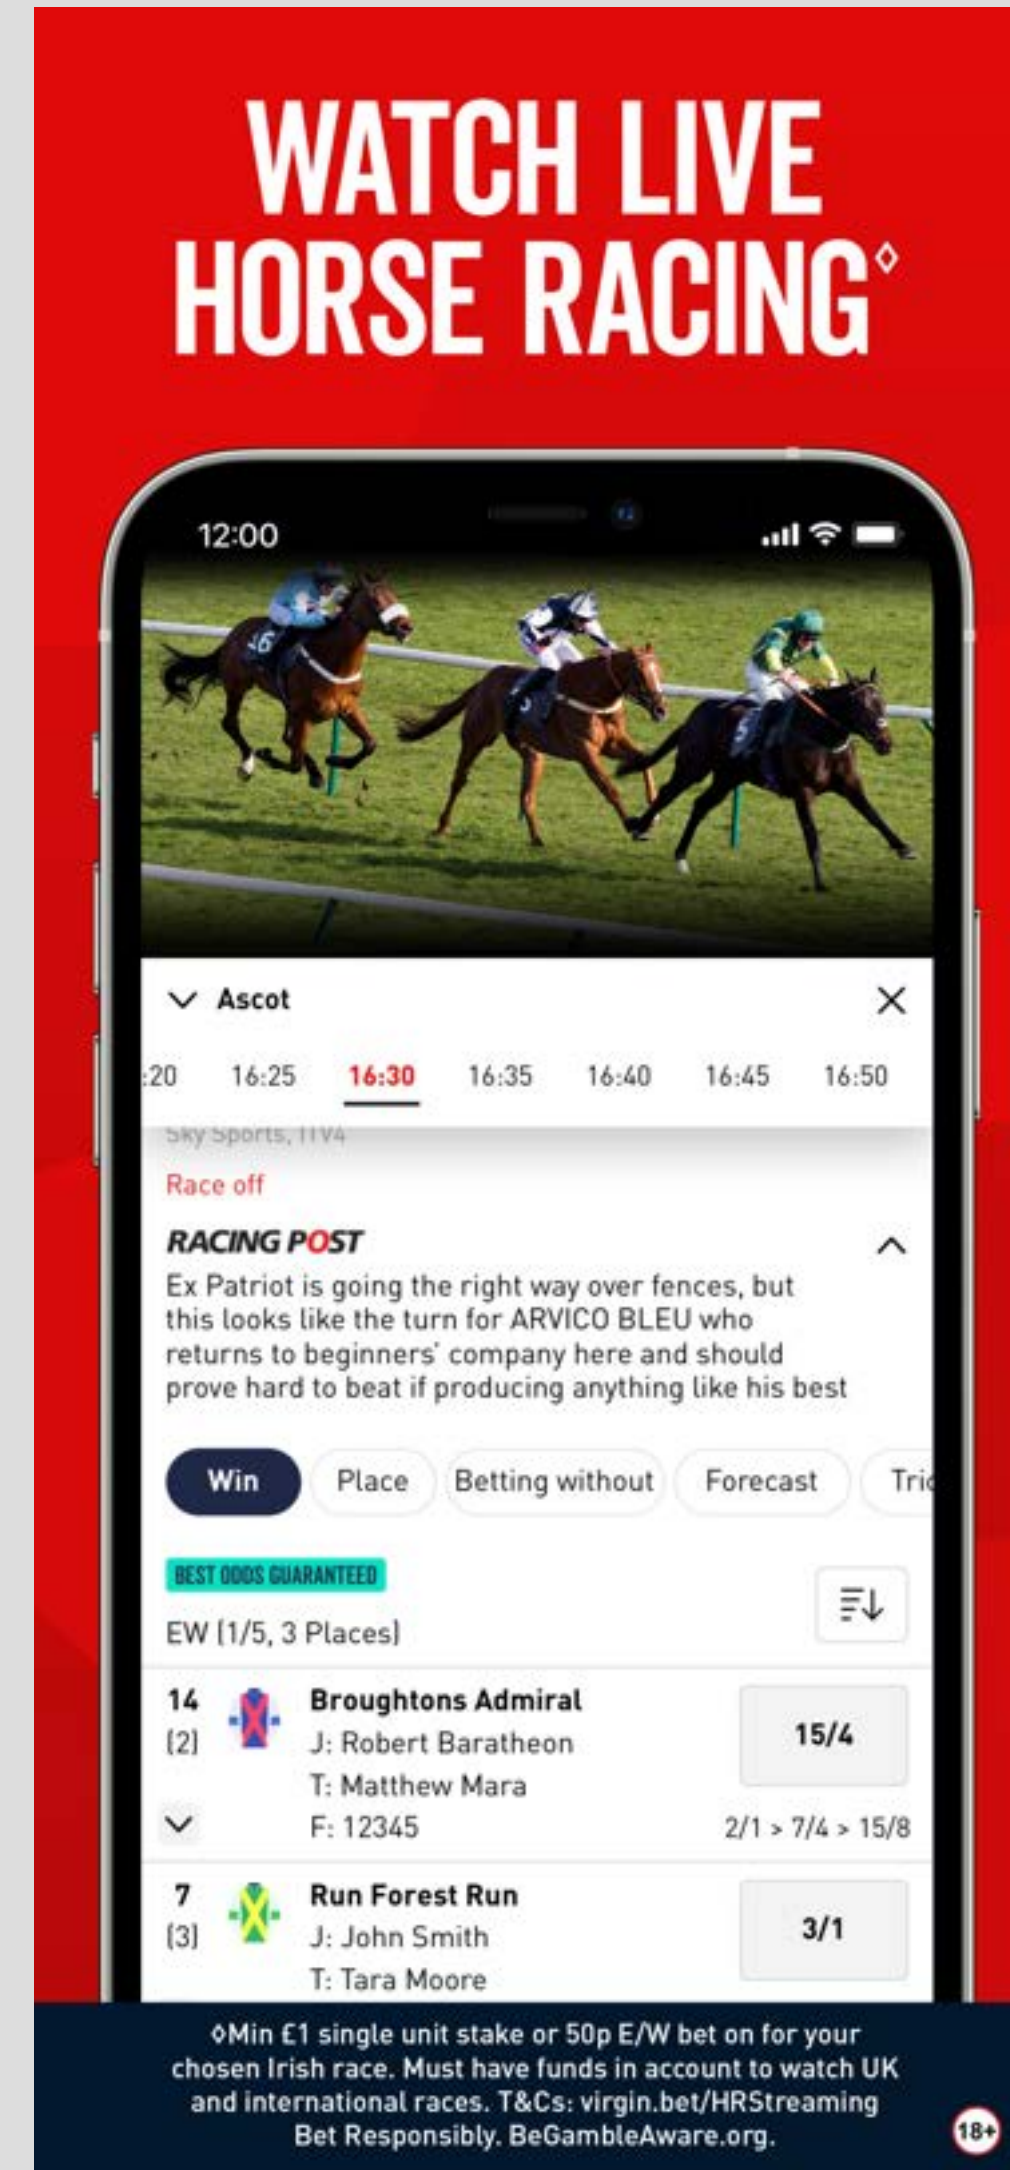 WATCH LIVE
HORSE RACING◊
12:00
Ascot
:20 16:25 16:30 16:35 16:40 16:45 16:50
Sky Sports, ITV4
Race off
RACING POST
Ex Patriot is going the right way over fences, but
this looks like the turn for ARVICO BLEU who
returns to beginners' company here and should
prove hard to beat if producing anything like his best
Win Place Betting without Forecast Tric
BEST ODDS GUARANTEED
EW (1/5, 3 Places)
14 Broughtons Admiral 15/4
(2) J: Robert Baratheon
T: Matthew Mara
F: 12345 2/1 > 7/4 > 15/8
7 Run Forest Run 3/1
(3) J: John Smith
T: Tara Moore
◊Min £1 single unit stake or 50p E/W bet on for your
chosen Irish race. Must have funds in account to watch UK
and international races. T&Cs: virgin.bet/HRStreaming
Bet Responsibly. BeGambleAware.org.
18+